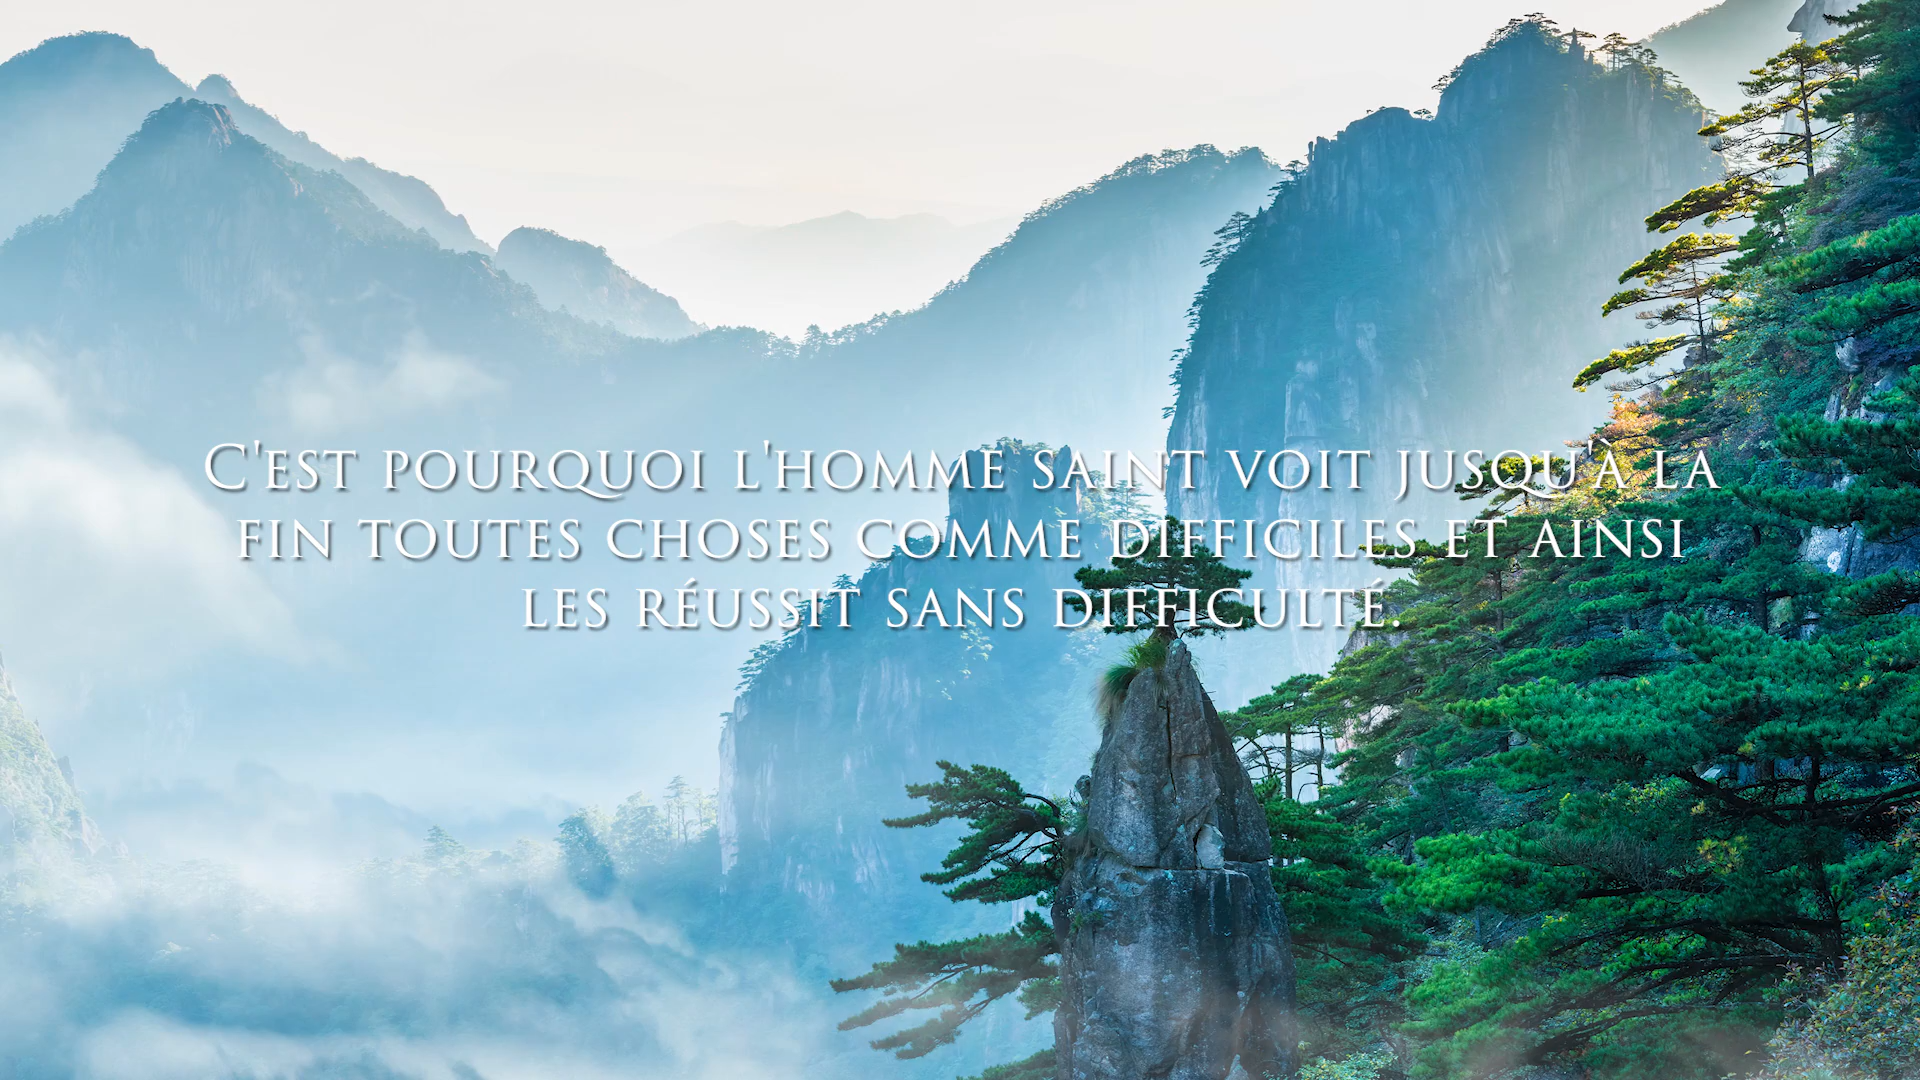 C'est pourquoi l'homme saint voit jusqu'à la
fin toutes choses comme difficiles et ainsi
les réussit sans difficulté.